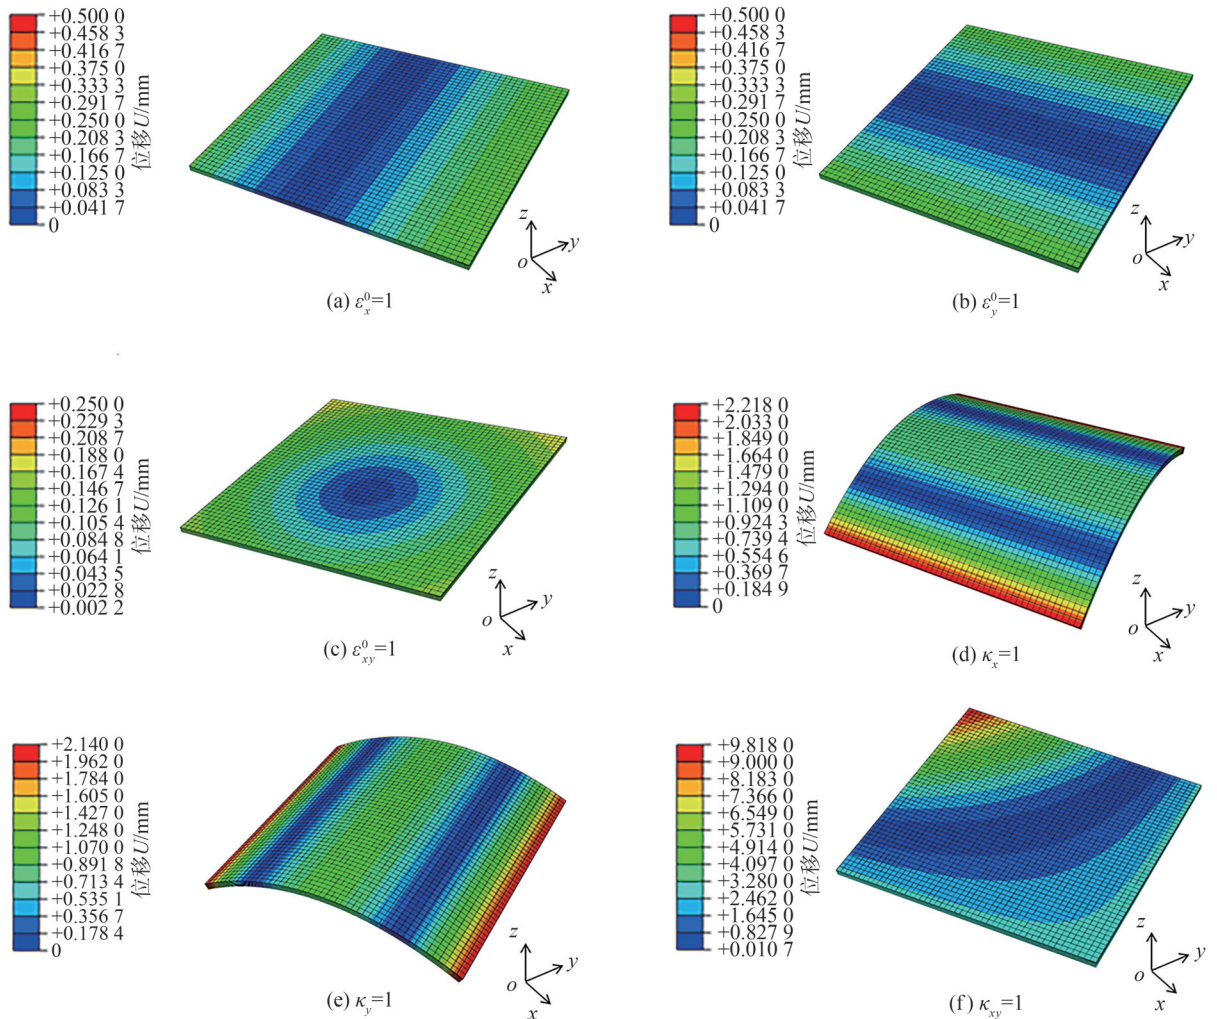 +0.500 0
+0.458 3
+0.416 7
+0.375 0
+0.333 3
+0.291 7
+0.250 0
+0.208 3
+0.166 7
+0.125 0
+0.083 3
+0.041 7
0
位移U/mm
z
y
o
x
(a) ε⁰ₓ=1
+0.500 0
+0.458 3
+0.416 7
+0.375 0
+0.333 3
+0.291 7
+0.250 0
+0.208 3
+0.166 7
+0.125 0
+0.083 3
+0.041 7
0
位移U/mm
z
y
o
x
(b) ε⁰_y=1
+0.250 0
+0.229 3
+0.208 7
+0.188 0
+0.167 4
+0.146 7
+0.126 1
+0.105 4
+0.084 8
+0.064 1
+0.043 5
+0.022 8
+0.002 2
位移U/mm
z
y
o
x
(c) ε⁰_xy=1
+2.218 0
+2.033 0
+1.849 0
+1.664 0
+1.479 0
+1.294 0
+1.109 0
+0.924 3
+0.739 4
+0.554 6
+0.369 7
+0.184 9
0
位移U/mm
z
y
o
x
(d) κₓ=1
+2.140 0
+1.962 0
+1.784 0
+1.605 0
+1.427 0
+1.248 0
+1.070 0
+0.891 8
+0.713 4
+0.535 1
+0.356 7
+0.178 4
0
位移U/mm
z
y
o
x
(e) κ_y=1
+9.818 0
+9.000 0
+8.183 0
+7.366 0
+6.549 0
+5.731 0
+4.914 0
+4.097 0
+3.280 0
+2.462 0
+1.645 0
+0.827 9
+0.010 7
位移U/mm
z
y
o
x
(f) κ_xy=1